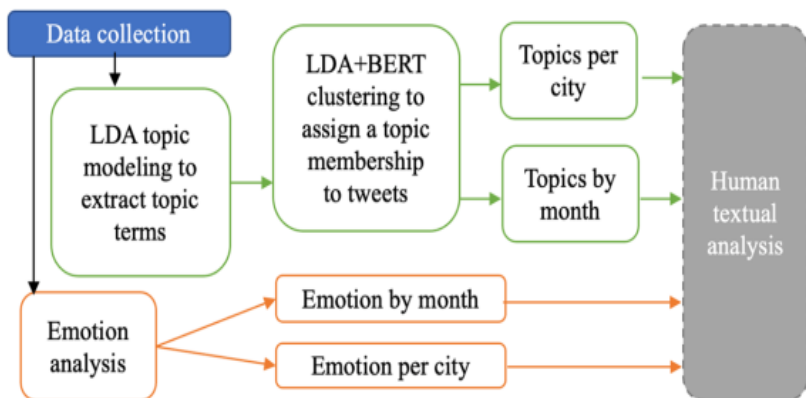 Data collection
LDA topic
modeling to
extract topic
terms
LDA+BERT
clustering to
assign a topic
membership
to tweets
Topics per
city
Topics by
month
Human
textual
analysis
Emotion
analysis
Emotion by month
Emotion per city